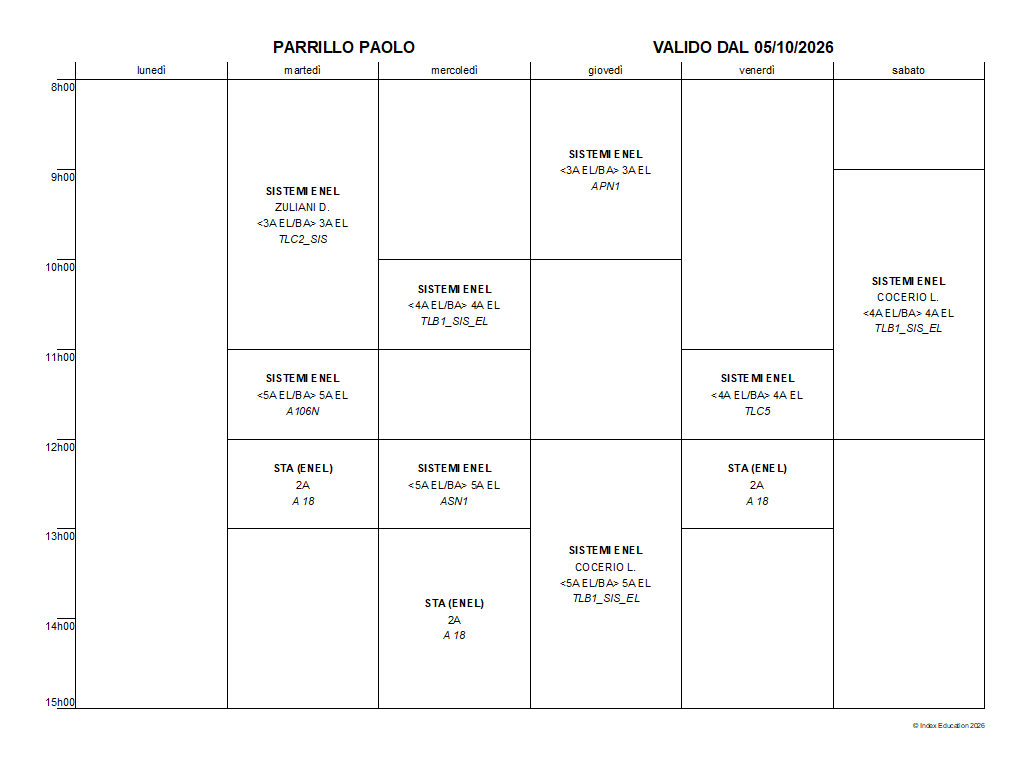 PARRILLO PAOLO
VALIDO DAL 05/10/2026
lunedì
martedì
mercoledì
giovedì
venerdì
sabato
8h00
9h00
10h00
11h00
12h00
13h00
14h00
15h00
SISTEMI ENEL
ZULIANI D.
<3A EL/BA> 3A EL
TLC2_SIS
SISTEMI ENEL
<5A EL/BA> 5A EL
A106N
STA (ENEL)
2A
A 18
SISTEMI ENEL
<4A EL/BA> 4A EL
TLB1_SIS_EL
SISTEMI ENEL
<5A EL/BA> 5A EL
ASN1
STA (ENEL)
2A
A 18
SISTEMI ENEL
<3A EL/BA> 3A EL
APN1
SISTEMI ENEL
COCERIO L.
<5A EL/BA> 5A EL
TLB1_SIS_EL
SISTEMI ENEL
<4A EL/BA> 4A EL
TLC5
STA (ENEL)
2A
A 18
SISTEMI ENEL
COCERIO L.
<4A EL/BA> 4A EL
TLB1_SIS_EL
© Index Education 2026